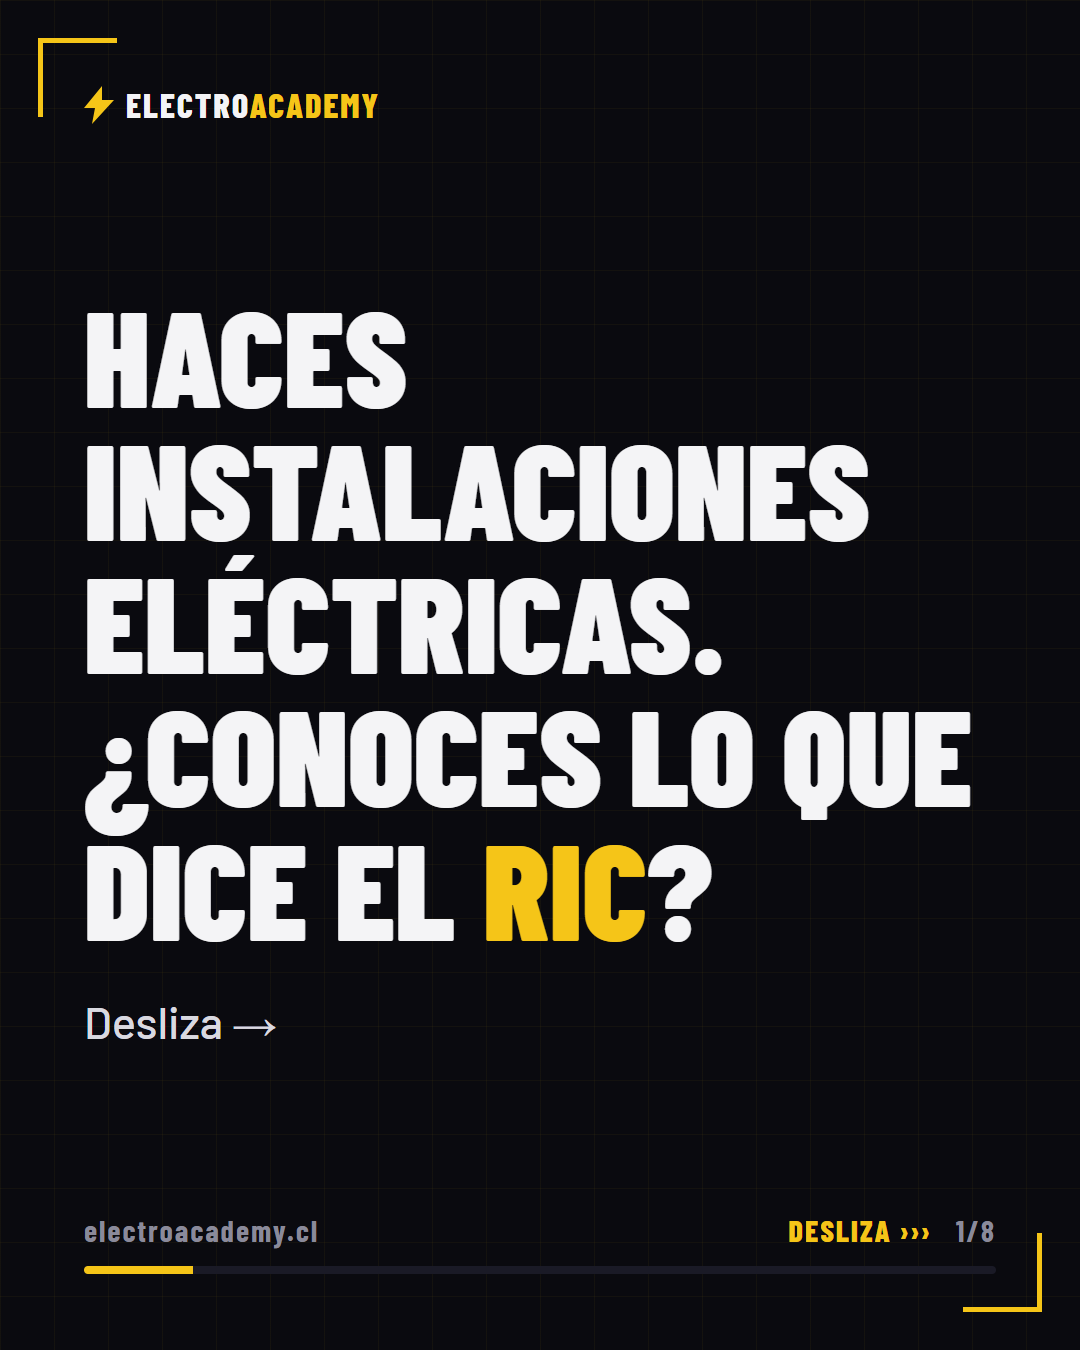 ELECTROACADEMY
HACES
INSTALACIONES
ELÉCTRICAS.
¿CONOCES LO QUE
DICE EL RIC?
Desliza →
electroacademy.cl
DESLIZA ››› 1/8